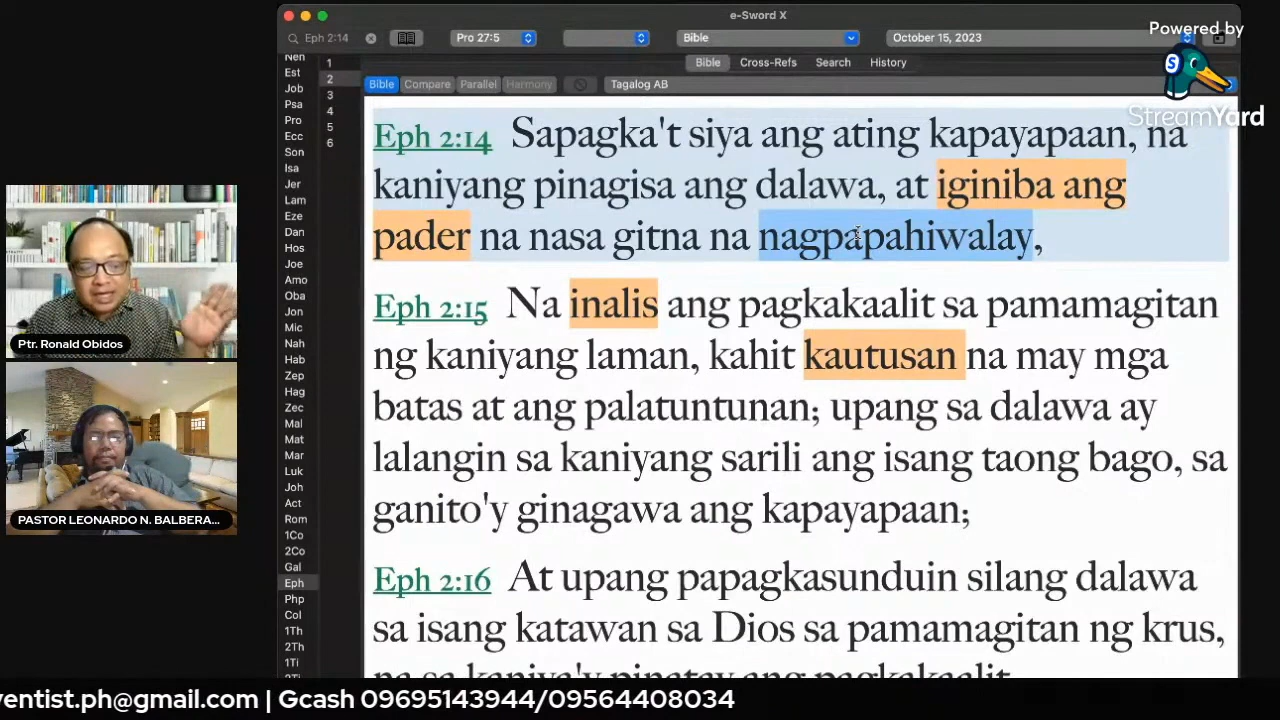 e-Sword X
Eph 2:14
Pro 27:5
Bible
October 15, 2023
Bible
Cross-Refs
Search
History
Bible
Compare
Parallel
Harmony
Tagalog AB
Neh
Est
Job
Psa
Pro
Ecc
Son
Isa
Jer
Lam
Eze
Dan
Hos
Joe
Amo
Oba
Jon
Mic
Nah
Hab
Zep
Hag
Zec
Mal
Mat
Mar
Luk
Joh
Act
Rom
1Co
2Co
Gal
Eph
Php
Col
1Th
2Th
1Ti
1
2
3
4
5
6
Eph 2:14 Sapagka't siya ang ating kapayapaan, na
kaniyang pinagisa ang dalawa, at iginiba ang
pader na nasa gitna na nagpapahiwalay,
Eph 2:15 Na inalis ang pagkakaalit sa pamamagitan
ng kaniyang laman, kahit kautusan na may mga
batas at ang palatuntunan; upang sa dalawa ay
lalangin sa kaniyang sarili ang isang taong bago, sa
ganito'y ginagawa ang kapayapaan;
Eph 2:16 At upang papagkasunduin silang dalawa
sa isang katawan sa Dios sa pamamagitan ng krus,
na sa kaniya'y pinatay ang pagkakaalit
Powered by
S
StreamYard
Ptr. Ronald Obidos
PASTOR LEONARDO N. BALBERA...
ventist.ph@gmail.com | Gcash 09695143944/09564408034